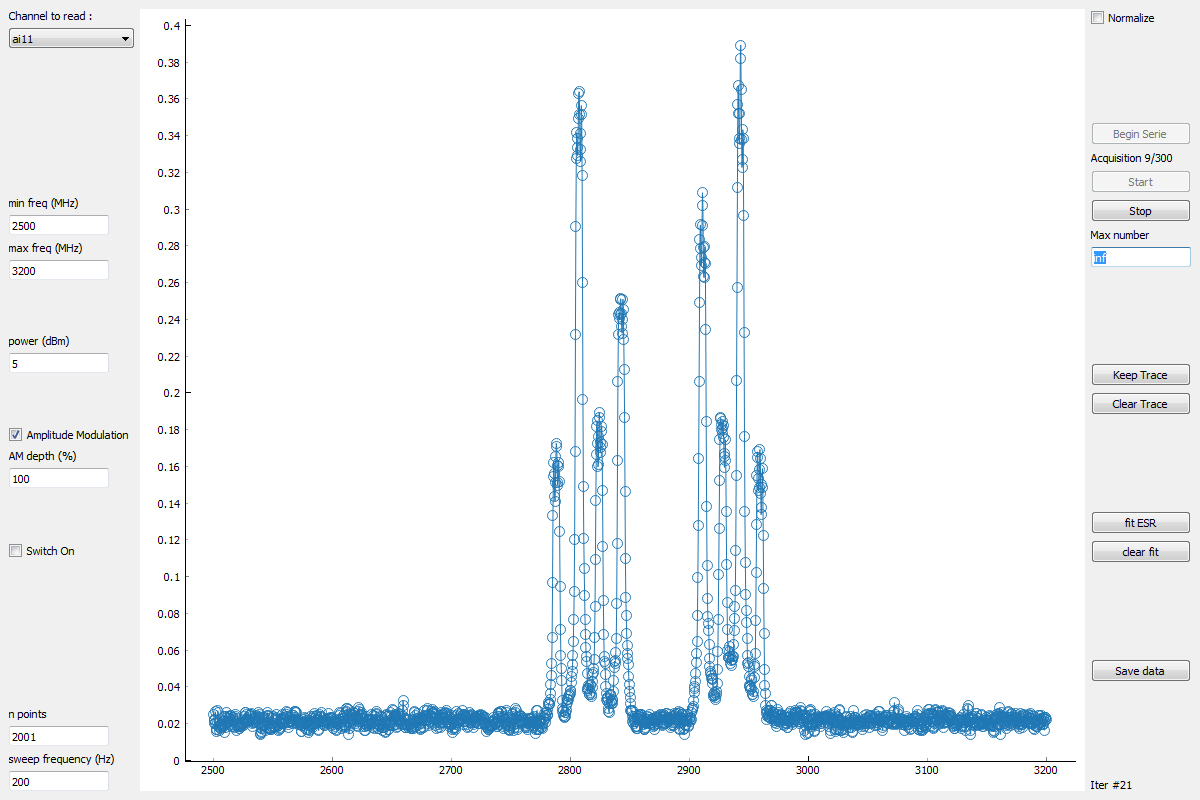 Channel to read :
ai11
min freq (MHz)
2500
max freq (MHz)
3200
power (dBm)
5
Amplitude Modulation
AM depth (%)
100
Switch On
n points
2001
sweep frequency (Hz)
200
0.4
0.38
0.36
0.34
0.32
0.3
0.28
0.26
0.24
0.22
0.2
0.18
0.16
0.14
0.12
0.1
0.08
0.06
0.04
0.02
0
2500 2600 2700 2800 2900 3000 3100 3200
Normalize
Begin Serie
Acquisition 9/300
Start
Stop
Max number
inf
Keep Trace
Clear Trace
fit ESR
clear fit
Save data
Iter #21